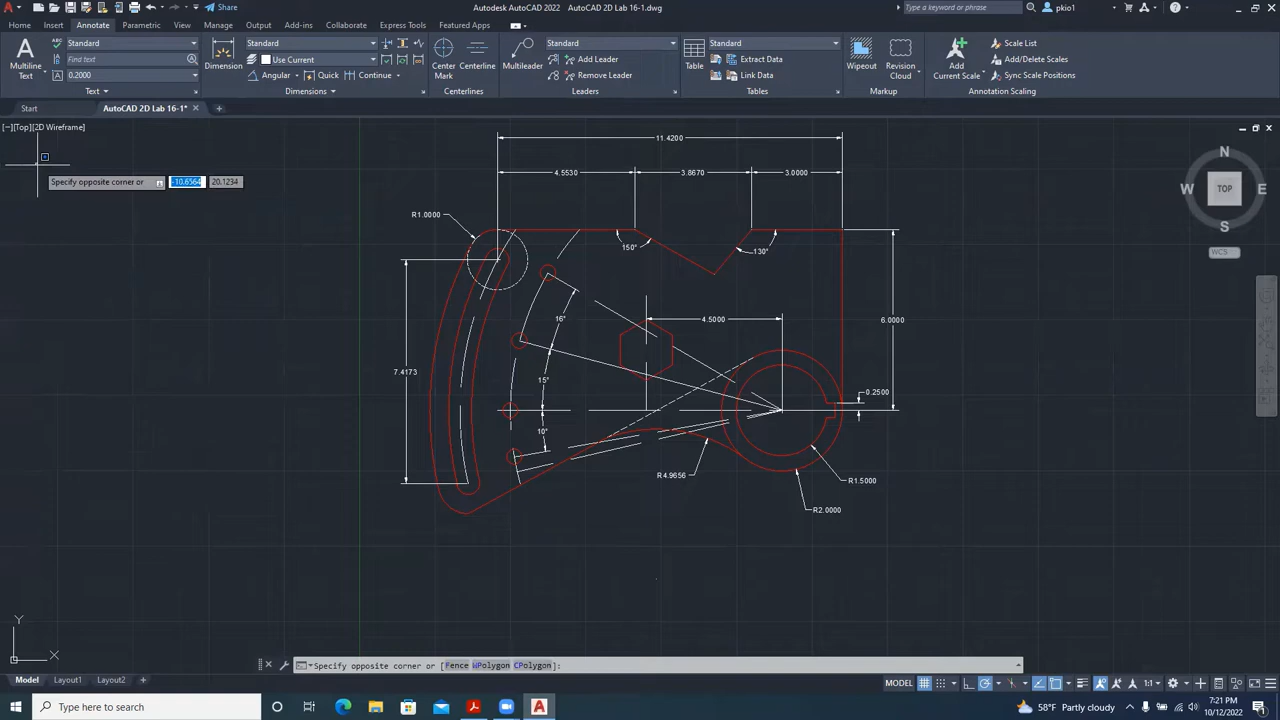 Share
Autodesk AutoCAD 2022 AutoCAD 2D Lab 16-1.dwg
Type a keyword or phrase
pkio1
Home Insert Annotate Parametric View Manage Output Add-ins Collaborate Express Tools Featured Apps
Multiline
Text
Standard
Find text
0.2000
Text
Dimension
Standard
Use Current
Angular Quick Continue
Dimensions
Center
Mark
Centerline
Centerlines
Multileader
Standard
Add Leader
Remove Leader
Leaders
Table
Standard
Extract Data
Link Data
Tables
Wipeout
Revision
Cloud
Markup
Add
Current Scale
Scale List
Add/Delete Scales
Sync Scale Positions
Annotation Scaling
Start AutoCAD 2D Lab 16-1*
[−][Top][2D Wireframe]
Specify opposite corner or -10.6564 20.1234
N
W TOP E
S
WCS
11.4200
4.5530 3.8670 3.0000
R1.0000
150°
130°
16°
4.5000
6.0000
7.4173
15°
0.2500
10°
R4.9656
R1.5000
R2.0000
Y
X
Specify opposite corner or [Fence WPolygon CPolygon]:
Model Layout1 Layout2
MODEL 1:1
Type here to search
58°F Partly cloudy
7:21 PM
10/12/2022